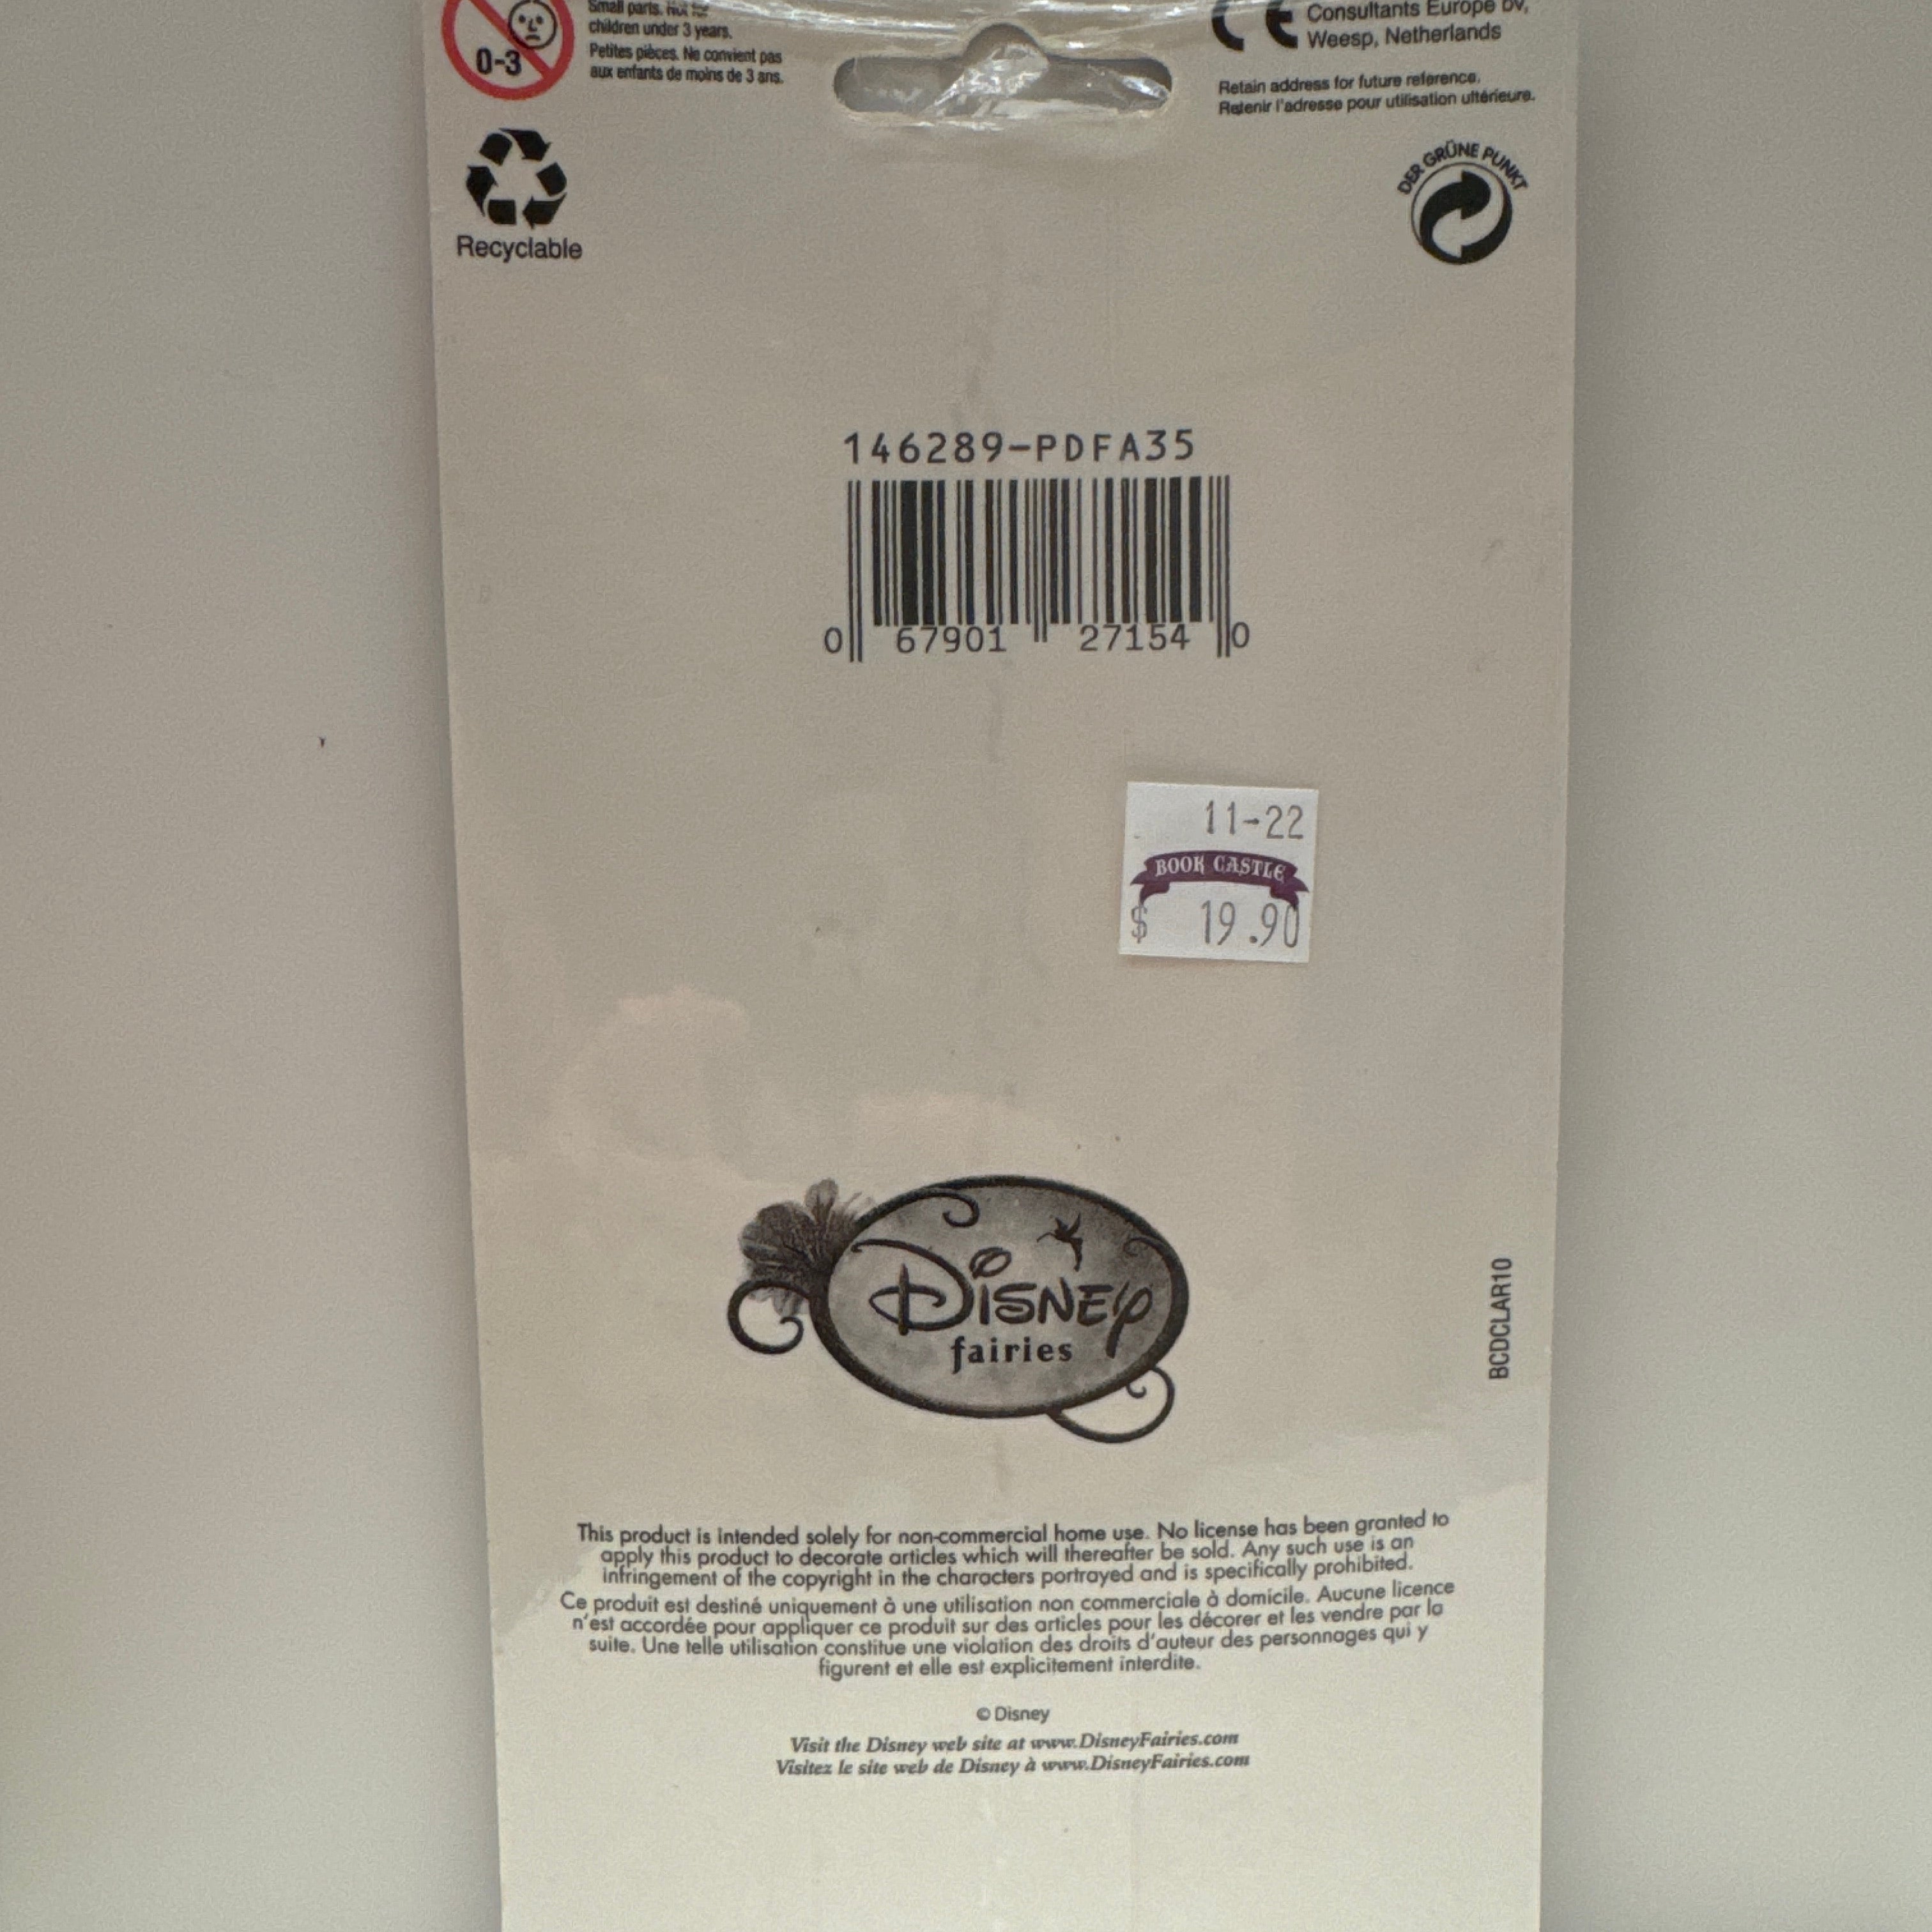 Small parts. Not for
children under 3 years.
Petites pièces. Ne convient pas
aux enfants de moins de 3 ans.
0-3
CE
Consultants Europe BV,
Weesp, Netherlands
Retain address for future reference.
Retenir l'adresse pour utilisation ultérieure.
Recyclable
DER GRÜNE PUNKT
146289-PDFA35
0 67901 27154 0
11-22
BOOK CASTLE
$ 19.90
DISNEY
fairies
BCDCLAR10
This product is intended solely for non-commercial home use. No license has been granted to
apply this product to decorate articles which will thereafter be sold. Any such use is an
infringement of the copyright in the characters portrayed and is specifically prohibited.
Ce produit est destiné uniquement à une utilisation non commerciale à domicile. Aucune licence
n'est accordée pour appliquer ce produit sur des articles pour les décorer et les vendre par la
suite. Une telle utilisation constitue une violation des droits d'auteur des personnages qui y
figurent et elle est explicitement interdite.
© Disney
Visit the Disney web site at www.DisneyFairies.com
Visitez le site web de Disney à www.DisneyFairies.com